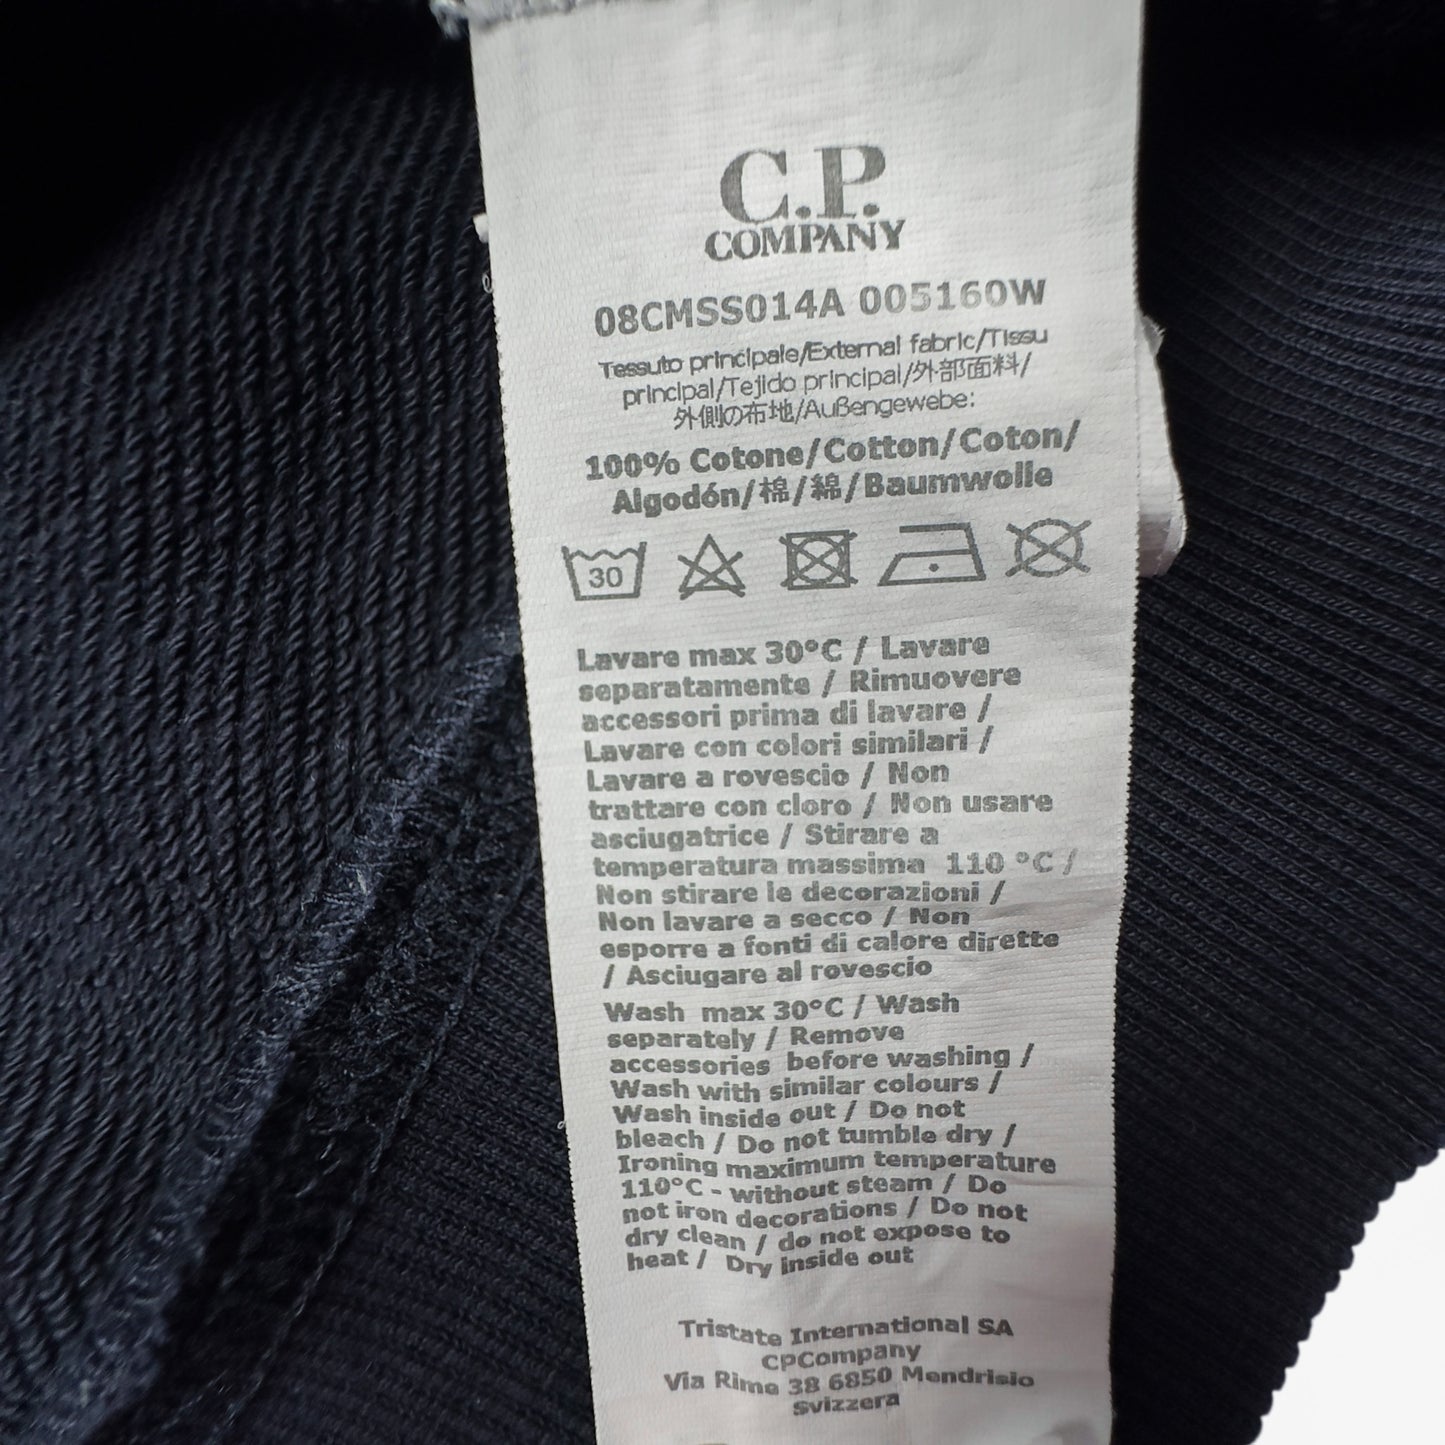 C.P.
COMPANY
08CMSS014A 005160W
Tessuto principale/External fabric/Tissu
principal/Tejido principal/外部面料/
外側の布地/Außengewebe:
100% Cotone/Cotton/Coton/
Algodón/棉/綿/Baumwolle
30
Lavare max 30°C / Lavare
separatamente / Rimuovere
accessori prima di lavare /
Lavare con colori similari /
Lavare a rovescio / Non
trattare con cloro / Non usare
asciugatrice / Stirare a
temperatura massima 110 °C /
Non stirare le decorazioni /
Non lavare a secco / Non
esporre a fonti di calore dirette
/ Asciugare al rovescio
Wash max 30°C / Wash
separately / Remove
accessories before washing /
Wash with similar colours /
Wash inside out / Do not
bleach / Do not tumble dry /
Ironing maximum temperature
110°C - without steam / Do
not iron decorations / Do not
dry clean / do not expose to
heat / Dry inside out
Tristate International SA
CPCompany
Via Rime 38 6850 Mendrisio
Svizzera